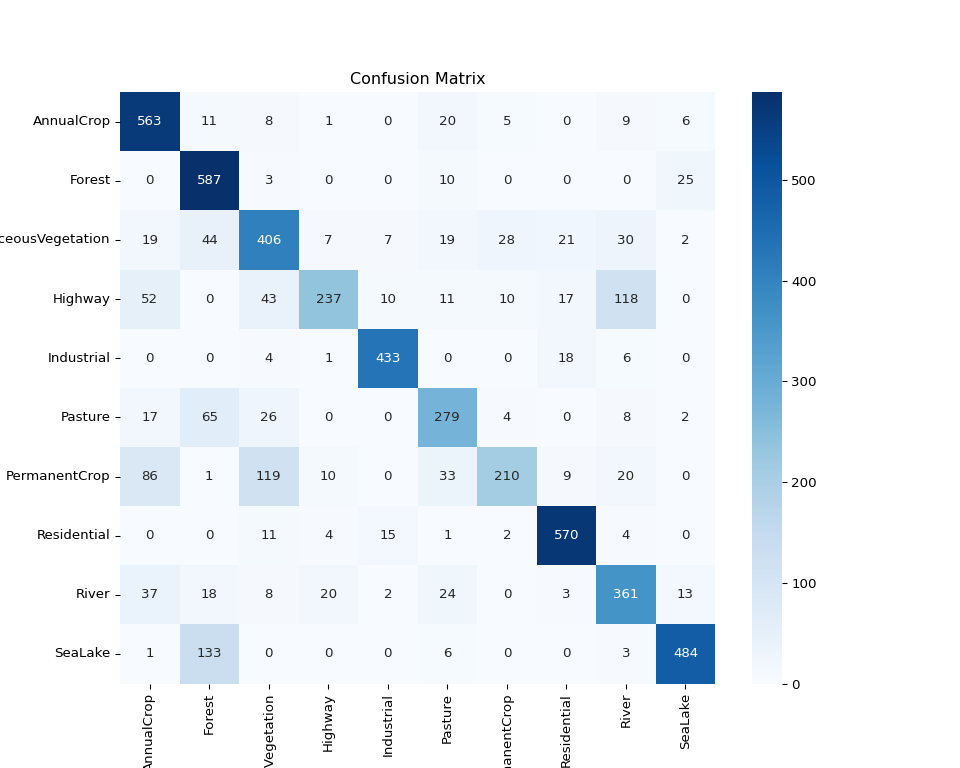 Confusion Matrix
AnnualCrop 563 11 8 1 0 20 5 0 9 6
Forest 0 587 3 0 0 10 0 0 0 25
ceousVegetation 19 44 406 7 7 19 28 21 30 2
Highway 52 0 43 237 10 11 10 17 118 0
Industrial 0 0 4 1 433 0 0 18 6 0
Pasture 17 65 26 0 0 279 4 0 8 2
PermanentCrop 86 1 119 10 0 33 210 9 20 0
Residential 0 0 11 4 15 1 2 570 4 0
River 37 18 8 20 2 24 0 3 361 13
SeaLake 1 133 0 0 0 6 0 0 3 484
AnnualCrop Forest Vegetation Highway Industrial Pasture nanentCrop Residential River SeaLake
500
400
300
200
100
0